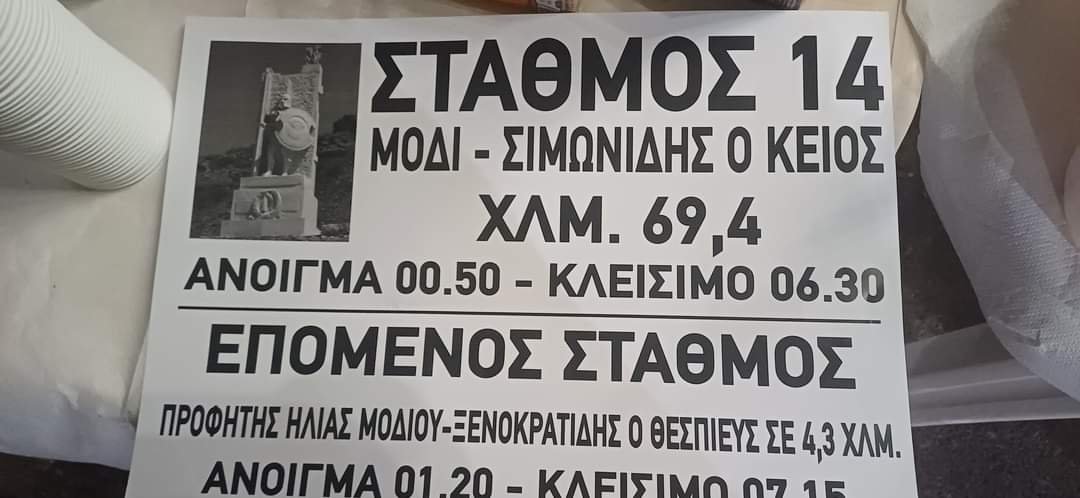 ΣΤΑΘΜΟΣ 14
ΜΟΔΙ - ΣΙΜΩΝΙΔΗΣ Ο ΚΕΙΟΣ
ΧΛΜ. 69,4
ΑΝΟΙΓΜΑ 00.50 - ΚΛΕΙΣΙΜΟ 06.30
ΕΠΟΜΕΝΟΣ ΣΤΑΘΜΟΣ
ΠΡΟΦΗΤΗΣ ΗΛΙΑΣ ΜΟΔΙΟΥ-ΞΕΝΟΚΡΑΤΙΔΗΣ Ο ΘΕΣΠΙΕΥΣ ΣΕ 4,3 ΧΛΜ.
ΑΝΟΙΓΜΑ 01.20 - ΚΛΕΙΣΙΜΟ 07.15